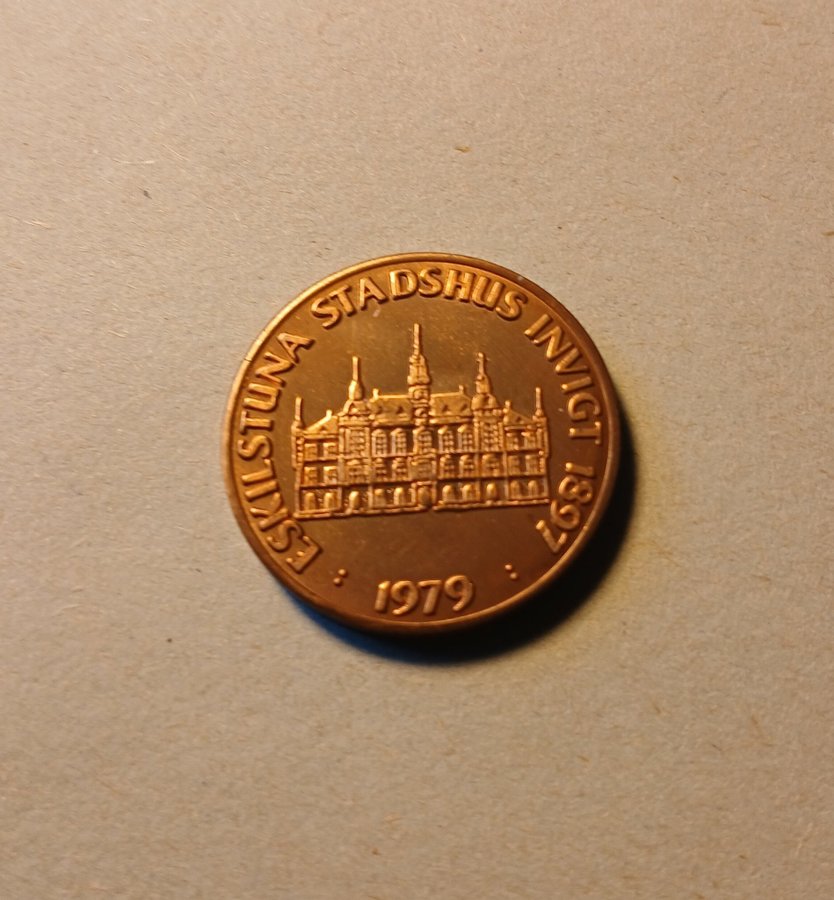 ESKILSTUNA STADSHUS INVIGT 1897
: 1979 :